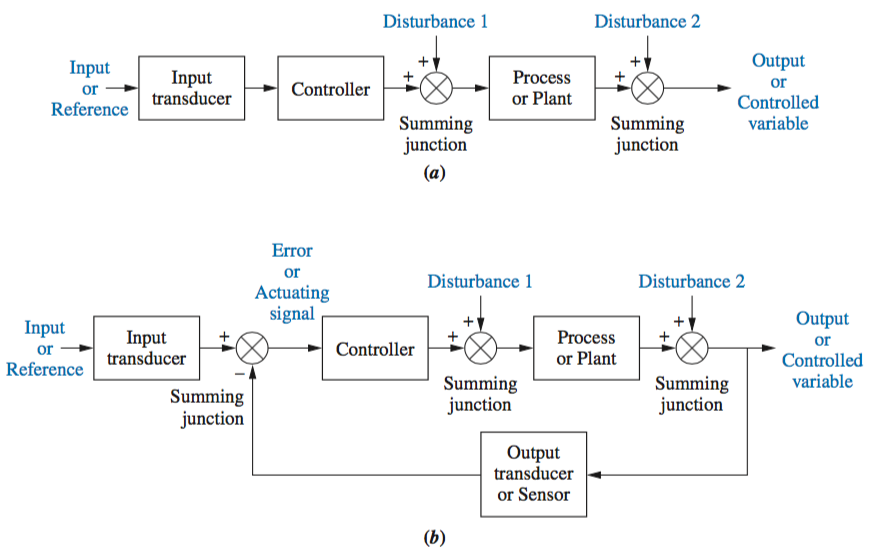 Disturbance 1
Disturbance 2
Input
or
Reference
Input
transducer
Controller
+
+
Summing
junction
Process
or Plant
+
+
Summing
junction
Output
or
Controlled
variable
(a)
Error
or
Actuating
signal
Disturbance 1
Disturbance 2
Input
or
Reference
Input
transducer
+
−
Summing
junction
Controller
+
+
Summing
junction
Process
or Plant
+
+
Summing
junction
Output
or
Controlled
variable
Output
transducer
or Sensor
(b)